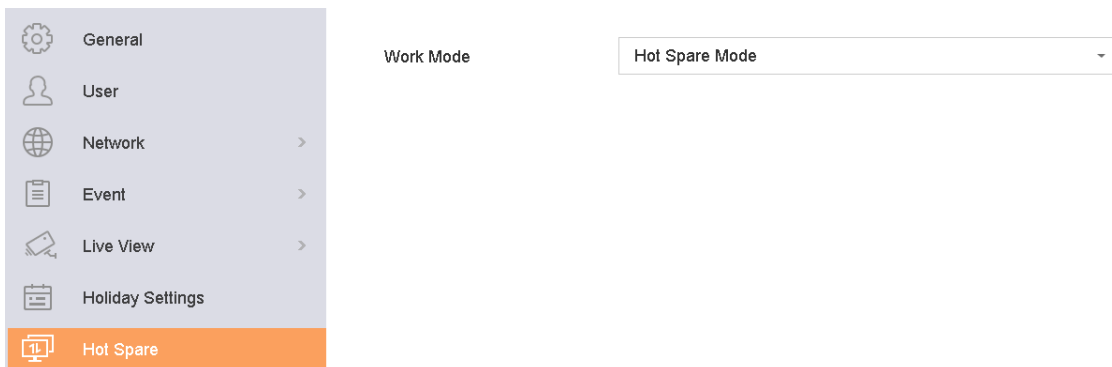 General
User
Network
Event
Live View
Holiday Settings
Hot Spare
Work Mode
Hot Spare Mode